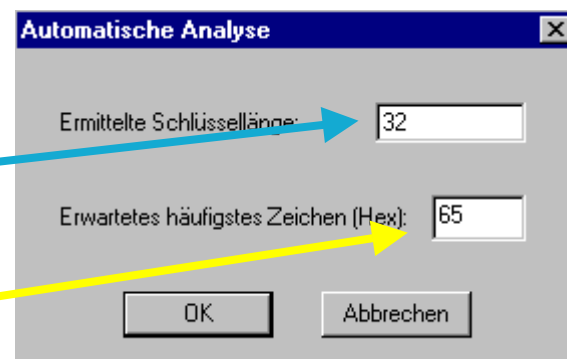 Automatische Analyse
Ermittelte Schlüssellänge: 32
Erwartetes häufigstes Zeichen (Hex): 65
OK Abbrechen